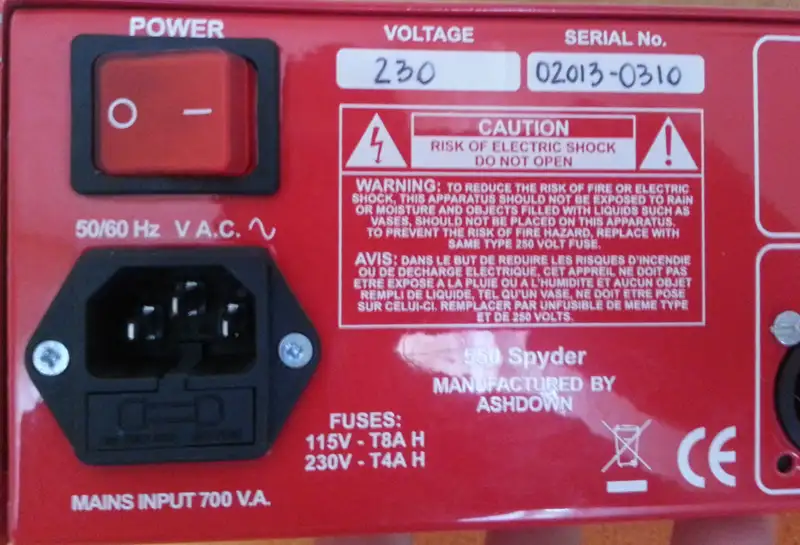 POWER
VOLTAGE
SERIAL No.
230
02013-0310
CAUTION
RISK OF ELECTRIC SHOCK
DO NOT OPEN
WARNING: TO REDUCE THE RISK OF FIRE OR ELECTRIC
SHOCK, THIS APPARATUS SHOULD NOT BE EXPOSED TO RAIN
OR MOISTURE AND OBJECTS FILLED WITH LIQUIDS SUCH AS
VASES, SHOULD NOT BE PLACED ON THIS APPARATUS.
TO PREVENT THE RISK OF FIRE HAZARD, REPLACE WITH
SAME TYPE 250 VOLT FUSE.
AVIS: DANS LE BUT DE REDUIRE LES RISQUES D'INCENDIE
OU DE DECHARGE ELECTRIQUE, CET APPREIL NE DOIT PAS
ETRE EXPOSE A LA PLUIE OU A L'HUMIDITE ET AUCUN OBJET
REMPLI DE LIQUIDE, TEL QU'UN VASE, NE DOIT ETRE POSE
SUR CELUI-CI. REMPLACER PAR UNFUSIBLE DE MEME TYPE
ET DE 250 VOLTS.
50/60 Hz V A.C.
550 Spyder
MANUFACTURED BY
ASHDOWN
FUSES:
115V - T8A H
230V - T4A H
CE
MAINS INPUT 700 V.A.